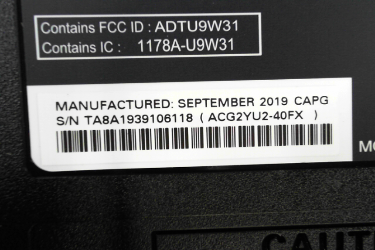 Contains FCC ID : ADTU9W31
Contains IC : 1178A-U9W31
MANUFACTURED: SEPTEMBER 2019 CAPG
S/N TA8A1939106118 ( ACG2YU2-40FX )